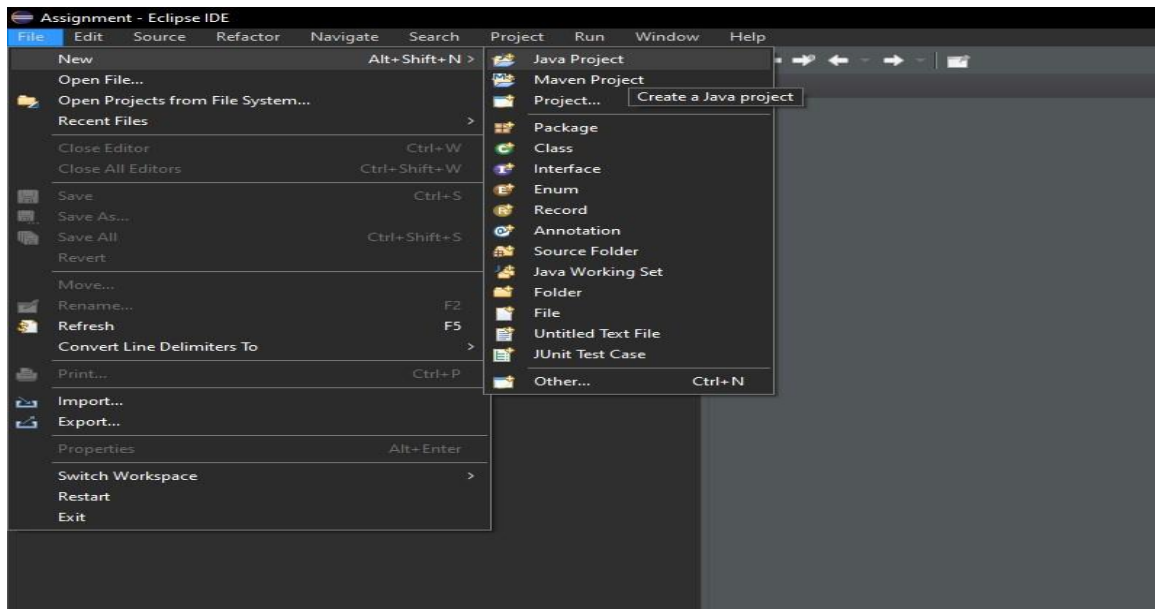 Assignment - Eclipse IDE
File Edit Source Refactor Navigate Search Project Run Window Help
New Alt+Shift+N >
Open File...
Open Projects from File System...
Recent Files >
Close Editor Ctrl+W
Close All Editors Ctrl+Shift+W
Save Ctrl+S
Save As...
Save All Ctrl+Shift+S
Revert
Move...
Rename... F2
Refresh F5
Convert Line Delimiters To >
Print... Ctrl+P
Import...
Export...
Properties Alt+Enter
Switch Workspace >
Restart
Exit
Java Project
Maven Project
Project...
Create a Java project
Package
Class
Interface
Enum
Record
Annotation
Source Folder
Java Working Set
Folder
File
Untitled Text File
JUnit Test Case
Other... Ctrl+N